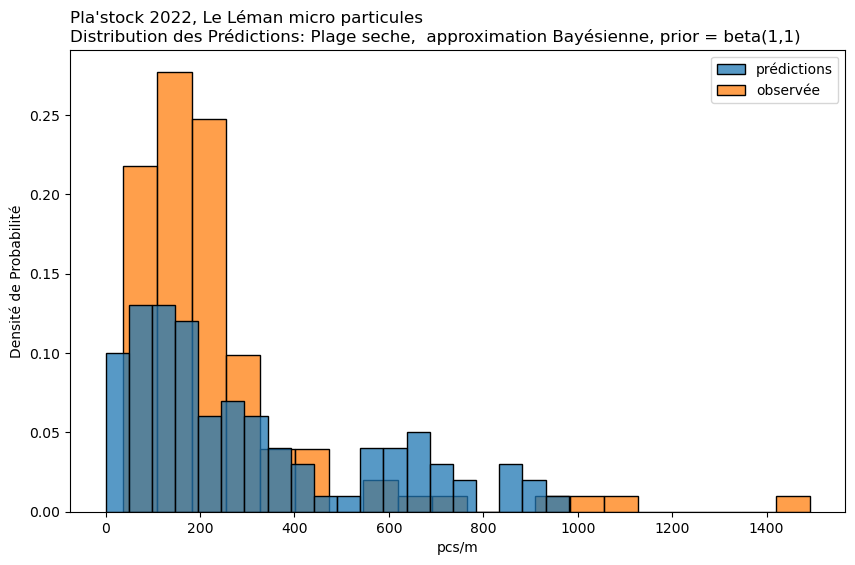 Pla'stock 2022, Le Léman micro particules
Distribution des Prédictions: Plage seche,  approximation Bayésienne, prior = beta(1,1)
prédictions
observée
Densité de Probabilité
0.25
0.20
0.15
0.10
0.05
0.00
0 200 400 600 800 1000 1200 1400
pcs/m